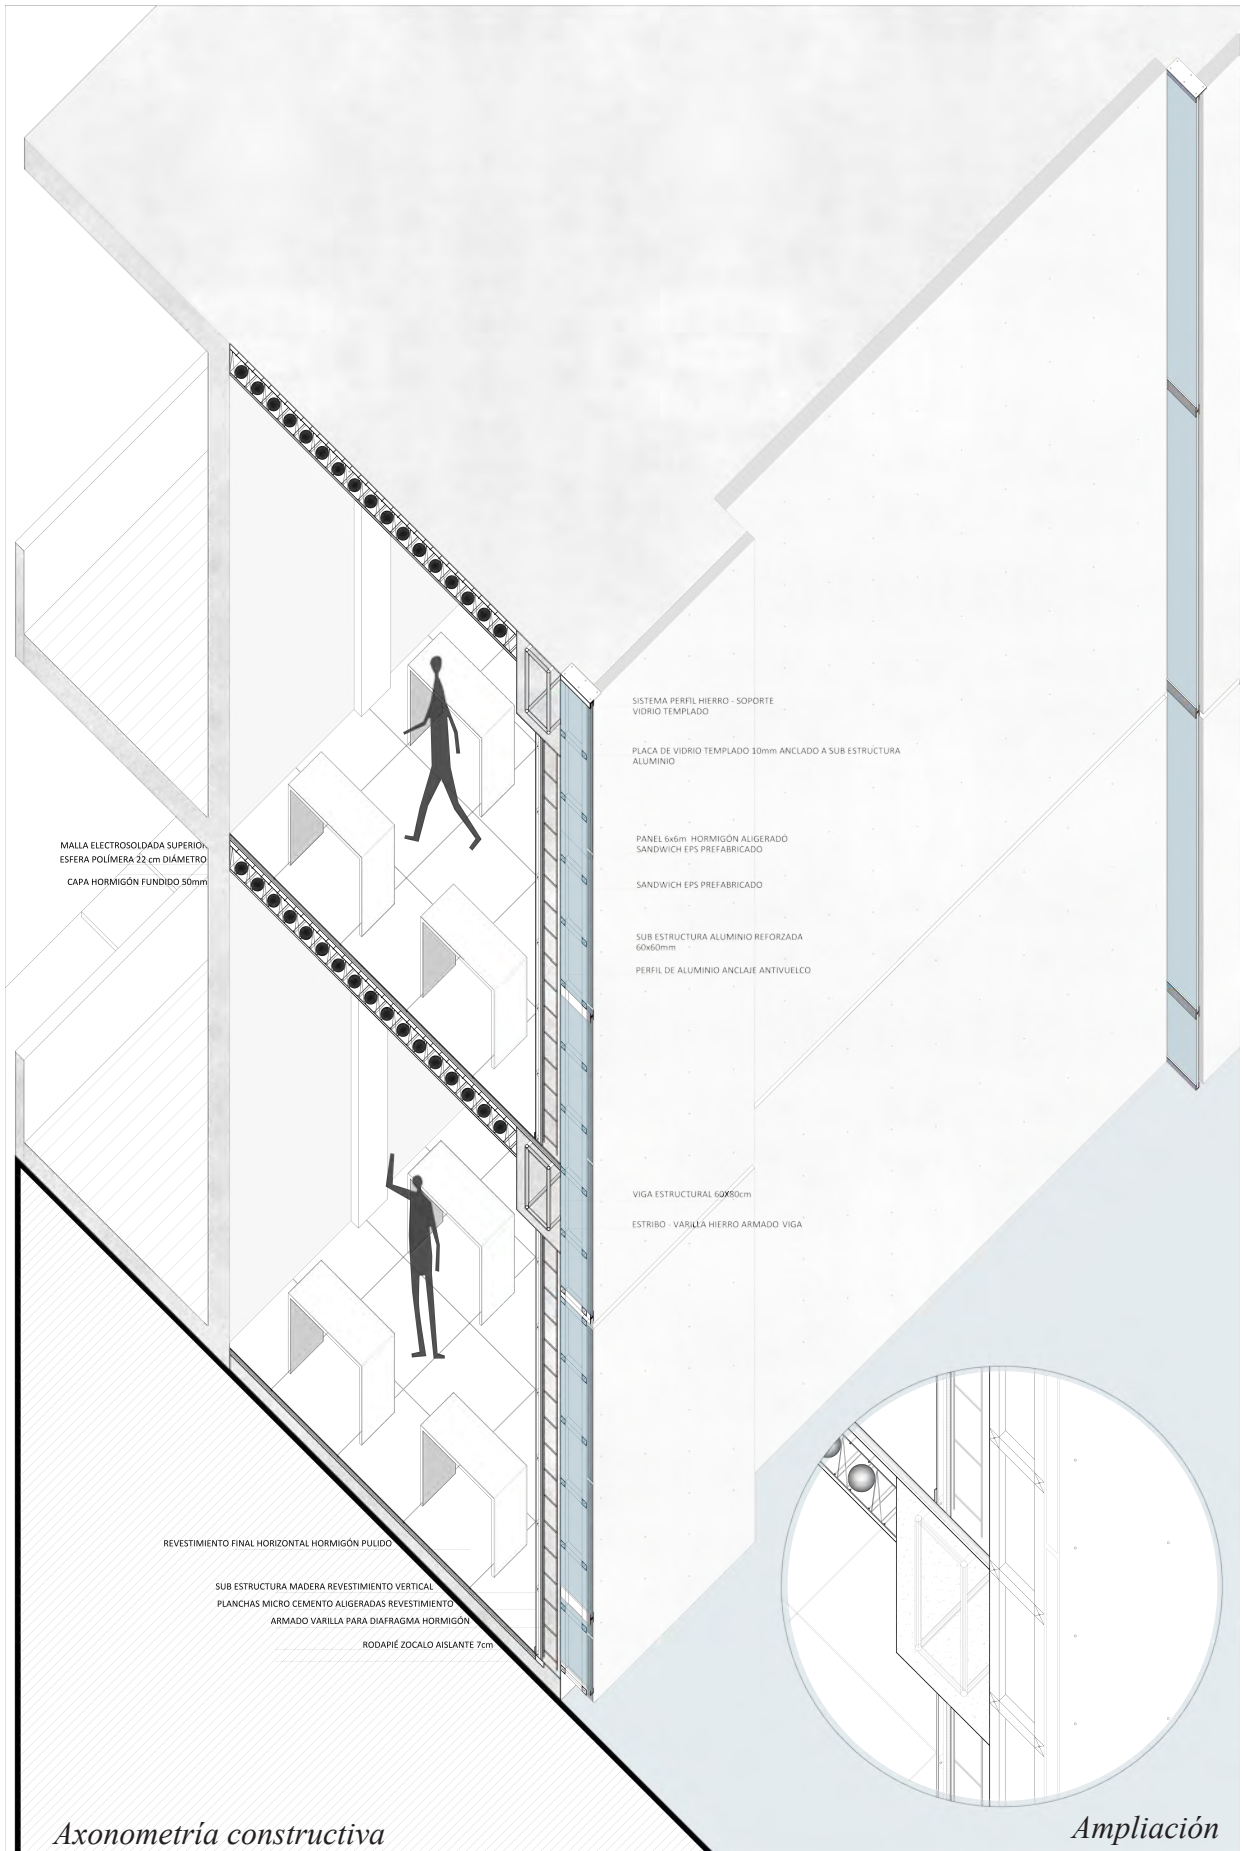 SISTEMA PERFIL HIERRO - SOPORTE
VIDRIO TEMPLADO
PLACA DE VIDRIO TEMPLADO 10mm ANCLADO A SUB ESTRUCTURA
ALUMINIO
PANEL 6x6m HORMIGÓN ALIGERADO
SANDWICH EPS PREFABRICADO
MALLA ELECTROSOLDADA SUPERIOR
ESFERA POLÍMERA 22 cm DIÁMETRO
CAPA HORMIGÓN FUNDIDO 50mm
SANDWICH EPS PREFABRICADO
SUB ESTRUCTURA ALUMINIO REFORZADA
60x60mm
PERFIL DE ALUMINIO ANCLAJE ANTIVUELCO
VIGA ESTRUCTURAL 60X80cm
ESTRIBO - VARILLA HIERRO ARMADO VIGA
REVESTIMIENTO FINAL HORIZONTAL HORMIGÓN PULIDO
SUB ESTRUCTURA MADERA REVESTIMIENTO VERTICAL
PLANCHAS MICRO CEMENTO ALIGERADAS REVESTIMIENTO
ARMADO VARILLA PARA DIAFRAGMA HORMIGÓN
RODAPIÉ ZOCALO AISLANTE 7cm
Axonometría constructiva
Ampliación